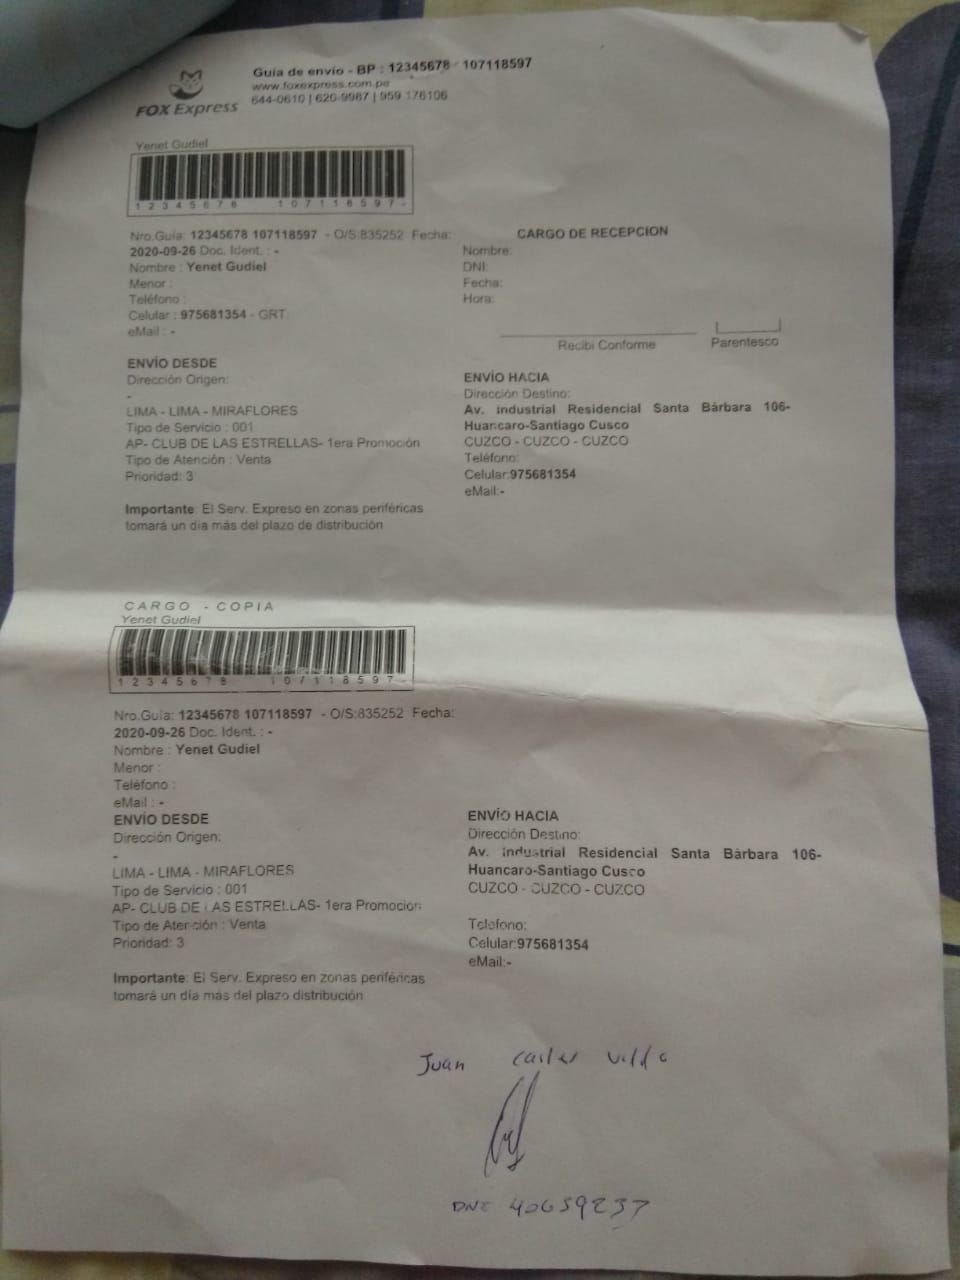 FOX Express
Guía de envío - BP : 12345678 107118597
www.foxexpress.com.pe
644-0610 | 620-9987 | 959 176106
Yenet Gudiel
12345678 107118597-
Nro.Guía: 12345678 107118597 - O/S:835252 Fecha:
2020-09-26 Doc. Ident. : -
Nombre : Yenet Gudiel
Menor :
Teléfono :
Celular : 975681354 - GRT:
eMail : -
CARGO DE RECEPCION
Nombre:
DNI:
Fecha:
Hora:
Recibí Conforme
Parentesco
ENVÍO DESDE
Dirección Origen:
-
LIMA - LIMA - MIRAFLORES
Tipo de Servicio : 001
AP- CLUB DE LAS ESTRELLAS- 1era Promoción
Tipo de Atención : Venta
Prioridad: 3
ENVÍO HACIA
Dirección Destino:
Av. Industrial Residencial Santa Bárbara 106-
Huancaro-Santiago Cusco
CUZCO - CUZCO - CUZCO
Teléfono:
Celular:975681354
eMail:-
Importante: El Serv. Expreso en zonas periféricas
tomará un día más del plazo de distribución
CARGO - COPIA
Yenet Gudiel
12345678 107118597-
Nro.Guía: 12345678 107118597 - O/S:835252 Fecha:
2020-09-26 Doc. Ident. : -
Nombre : Yenet Gudiel
Menor :
Teléfono :
eMail : -
ENVÍO DESDE
Dirección Origen:
-
LIMA - LIMA - MIRAFLORES
Tipo de Servicio : 001
AP- CLUB DE LAS ESTRELLAS- 1era Promoción
Tipo de Atención : Venta
Prioridad: 3
ENVÍO HACIA
Dirección Destino:
Av. Industrial Residencial Santa Bárbara 106-
Huancaro-Santiago Cusco
CUZCO - CUZCO - CUZCO
Teléfono:
Celular:975681354
eMail:-
Importante: El Serv. Expreso en zonas periféricas
tomará un día más del plazo distribución
Juan Carlos
DNI 40659237